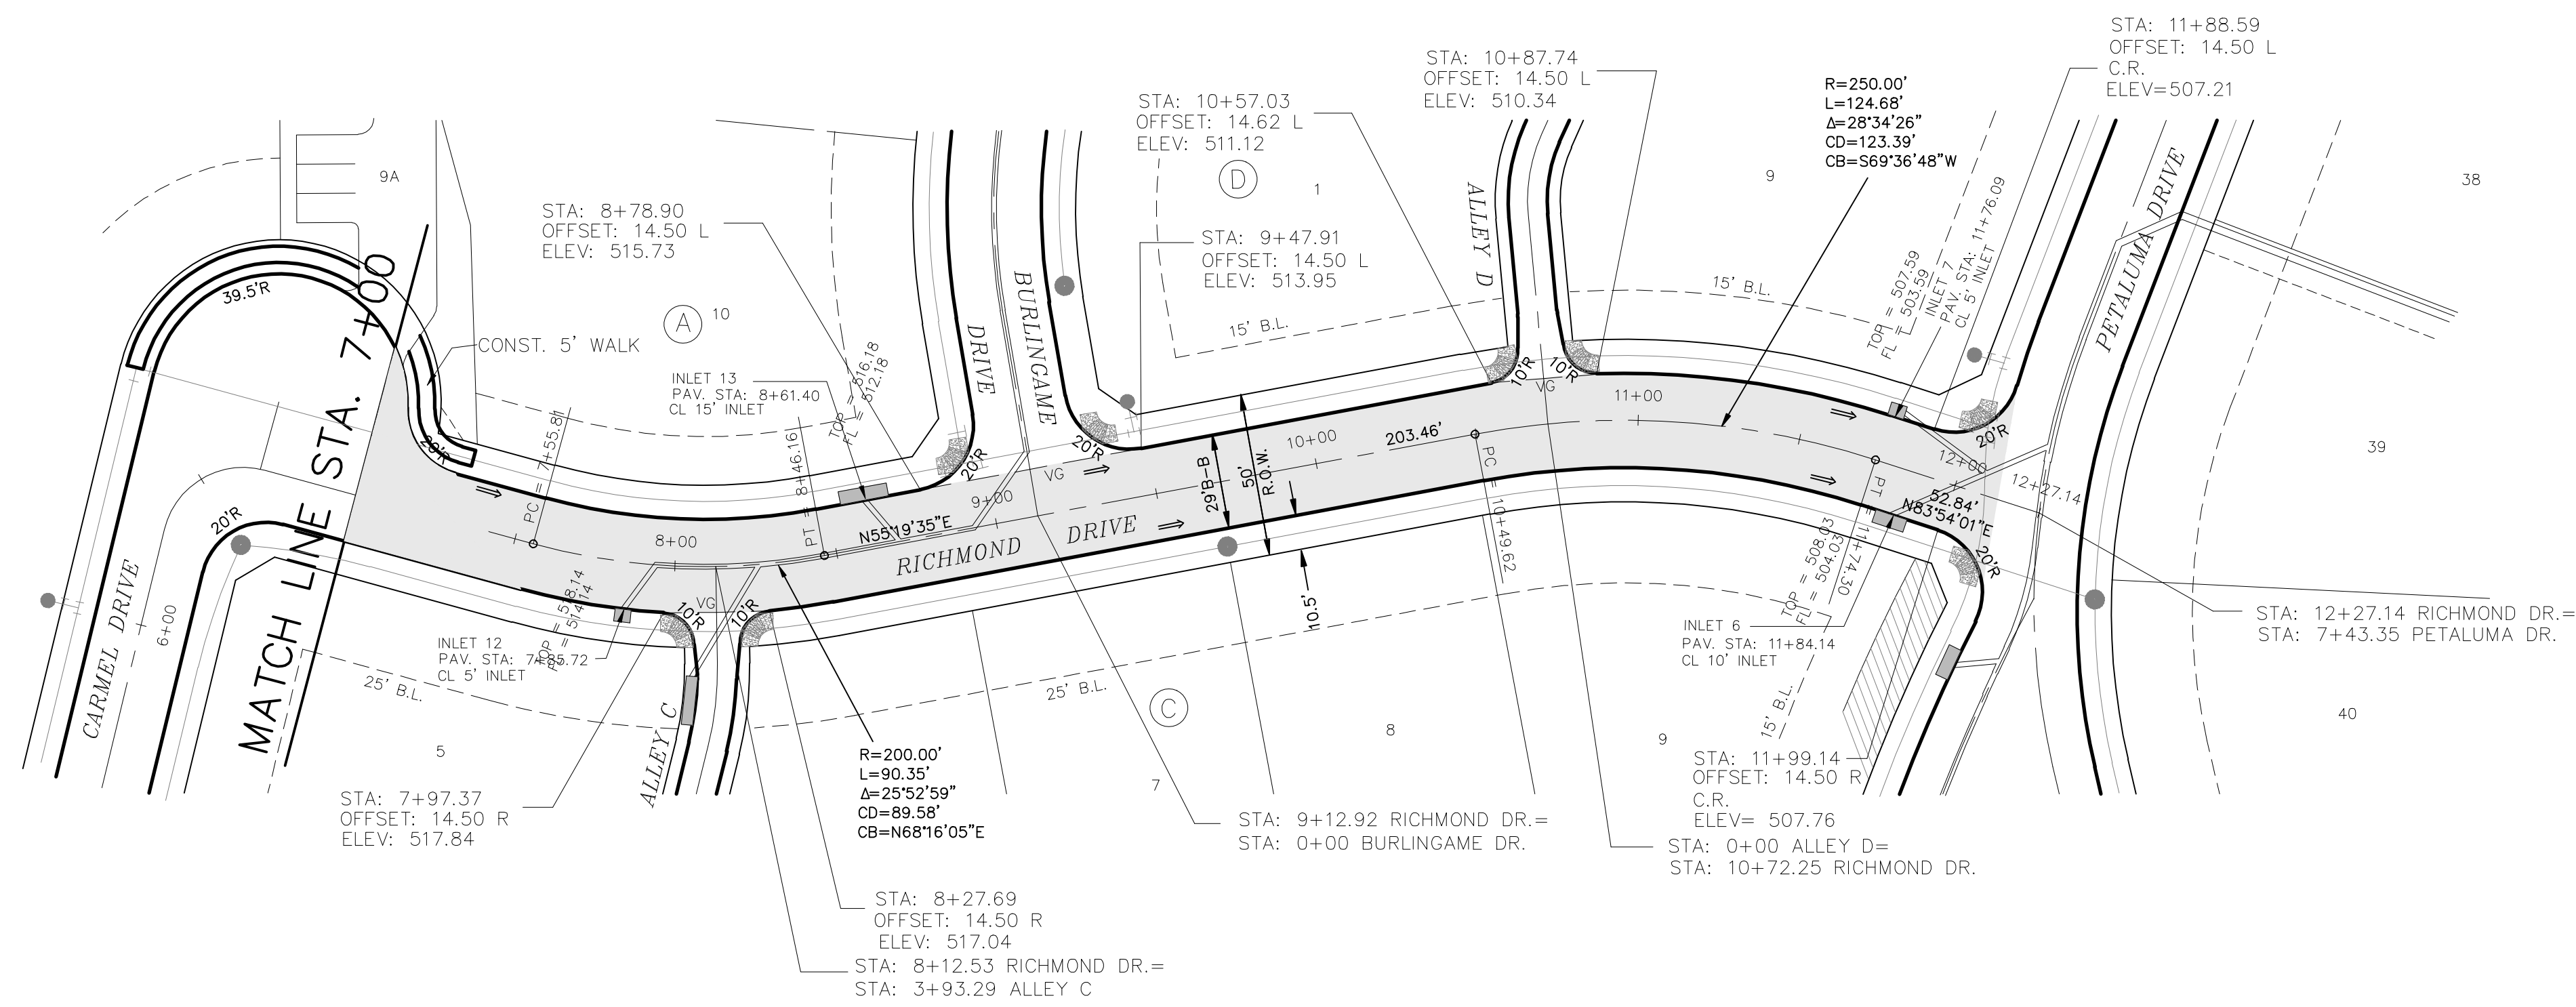 STA: 11+88.59
OFFSET: 14.50 L
C.R.
ELEV=507.21
STA: 10+87.74
OFFSET: 14.50 L
ELEV: 510.34
R=250.00'
L=124.68'
Δ=28°34'26"
CD=123.39'
CB=S69°36'48"W
STA: 10+57.03
OFFSET: 14.62 L
ELEV: 511.12
D
1
9
9A
38
STA: 8+78.90
OFFSET: 14.50 L
ELEV: 515.73
STA: 9+47.91
OFFSET: 14.50 L
ELEV: 513.95
ALLEY D
PETALUMA DRIVE
PETALUMA
TOP = 507.59
FL = 503.59
INLET 7
PAV. STA: 11+76.09
CL 5' INLET
39.5'R
A
10
CONST. 5' WALK
BURLINGAME
DRIVE
15' B.L.
15' B.L.
INLET 13
PAV. STA: 8+61.40
CL 15' INLET
TOP = 516.18
FL = 512.18
MATCH LINE STA. 7+00
20'R
PC = 7+55.81
PT = 8+46.16
20'R
20'R
10'R
10'R
VG
VG
11+00
10+00
203.46'
PC = 10+49.62
29'B-B
50'
R.O.W.
10.5'
9+00
8+00
N55°19'35"E
RICHMOND DRIVE
20'R
12+00
12+27.14
52.84'
N83°54'01"E
PT = 11+74.30
20'R
39
20'R
CARMEL DRIVE
6+00
TOP = 518.14
FL = 514.14
VG
10'R
10'R
INLET 12
PAV. STA: 7+85.72
CL 5' INLET
25' B.L.
25' B.L.
C
5
7
8
9
40
TOP = 508.03
FL = 504.03
INLET 6
PAV. STA: 11+84.14
CL 10' INLET
15' B.L.
STA: 12+27.14 RICHMOND DR.=
STA: 7+43.35 PETALUMA DR.
ALLEY C
STA: 7+97.37
OFFSET: 14.50 R
ELEV: 517.84
R=200.00'
L=90.35'
Δ=25°52'59"
CD=89.58'
CB=N68°16'05"E
STA: 11+99.14
OFFSET: 14.50 R
C.R.
ELEV= 507.76
STA: 9+12.92 RICHMOND DR.=
STA: 0+00 BURLINGAME DR.
STA: 0+00 ALLEY D=
STA: 10+72.25 RICHMOND DR.
STA: 8+27.69
OFFSET: 14.50 R
ELEV: 517.04
STA: 8+12.53 RICHMOND DR.=
STA: 3+93.29 ALLEY C